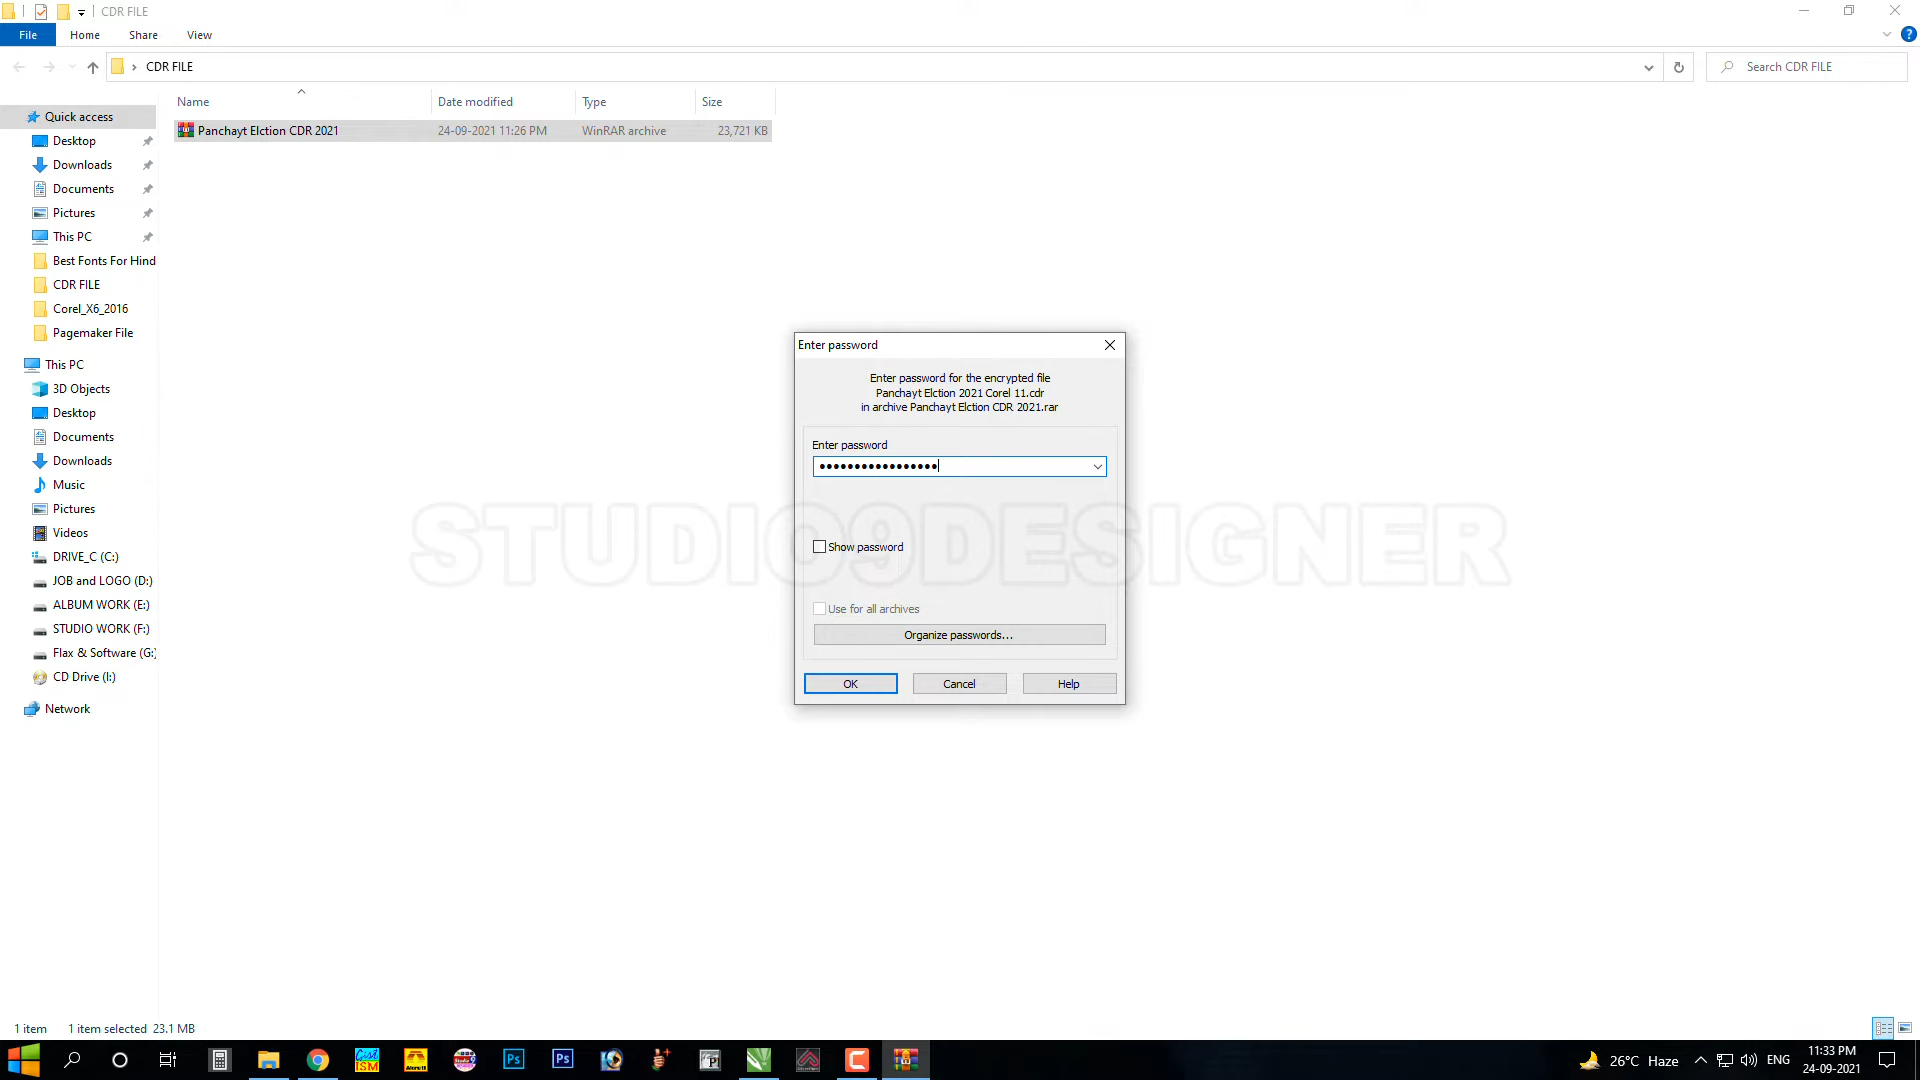 CDR FILE
File Home Share View
CDR FILE
Search CDR FILE
Name Date modified Type Size
Panchayt Elction CDR 2021 24-09-2021 11:26 PM WinRAR archive 23,721 KB
Quick access
Desktop
Downloads
Documents
Pictures
This PC
Best Fonts For Hind
CDR FILE
Corel_X6_2016
Pagemaker File
This PC
3D Objects
Desktop
Documents
Downloads
Music
Pictures
Videos
DRIVE_C (C:)
JOB and LOGO (D:)
ALBUM WORK (E:)
STUDIO WORK (F:)
Flax & Software (G:)
CD Drive (I:)
Network
Enter password
Enter password for the encrypted file
Panchayt Elction 2021 Corel 11.cdr
in archive Panchayt Elction CDR 2021.rar
Enter password
•••••••••••••••••
Show password
Use for all archives
Organize passwords...
OK Cancel Help
STUDIO9DESIGNER
1 item 1 item selected 23.1 MB
26°C Haze ENG
11:33 PM
24-09-2021